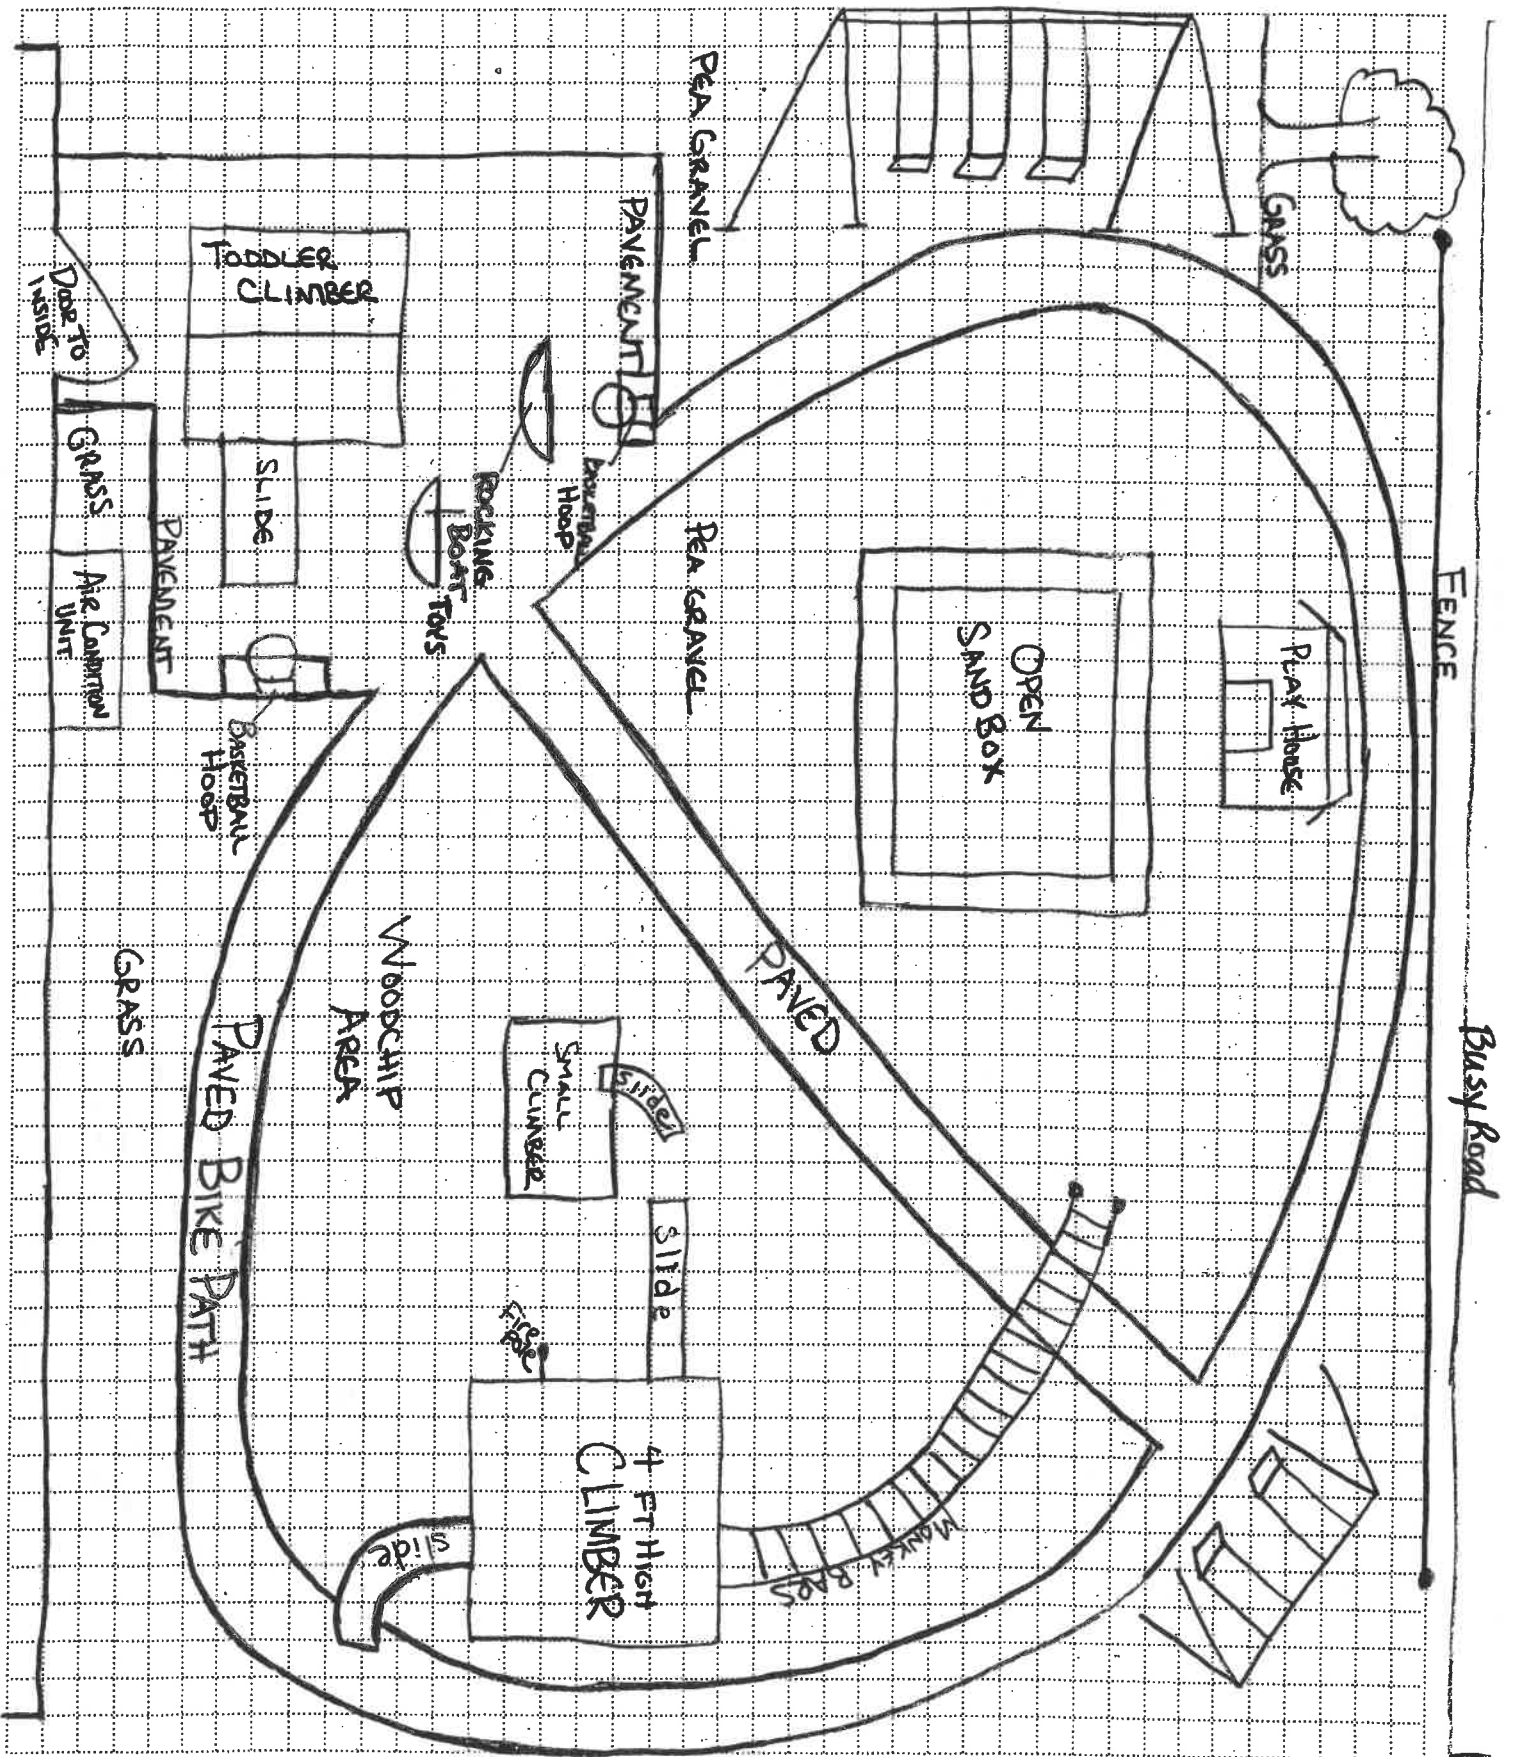 PEA GRAVEL
GRASS
PAVEMENT
TODDLER
CLIMBER
DOOR TO
INSIDE
BASKETBALL
HOOP
ROCKING
BOAT
TOYS
SLIDE
GRASS
PAVEMENT
AIR CONDITION
UNIT
BASKETBALL
HOOP
PEA GRAVEL
OPEN
SANDBOX
PLAY HOUSE
FENCE
Busy Road
PAVED
WOODCHIP
AREA
GRASS
PAVED BIKE PATH
SMALL
CLIMBER
Slide
Slide
Fire
pole
4 FT HIGH
CLIMBER
slide
MONKEY BARS